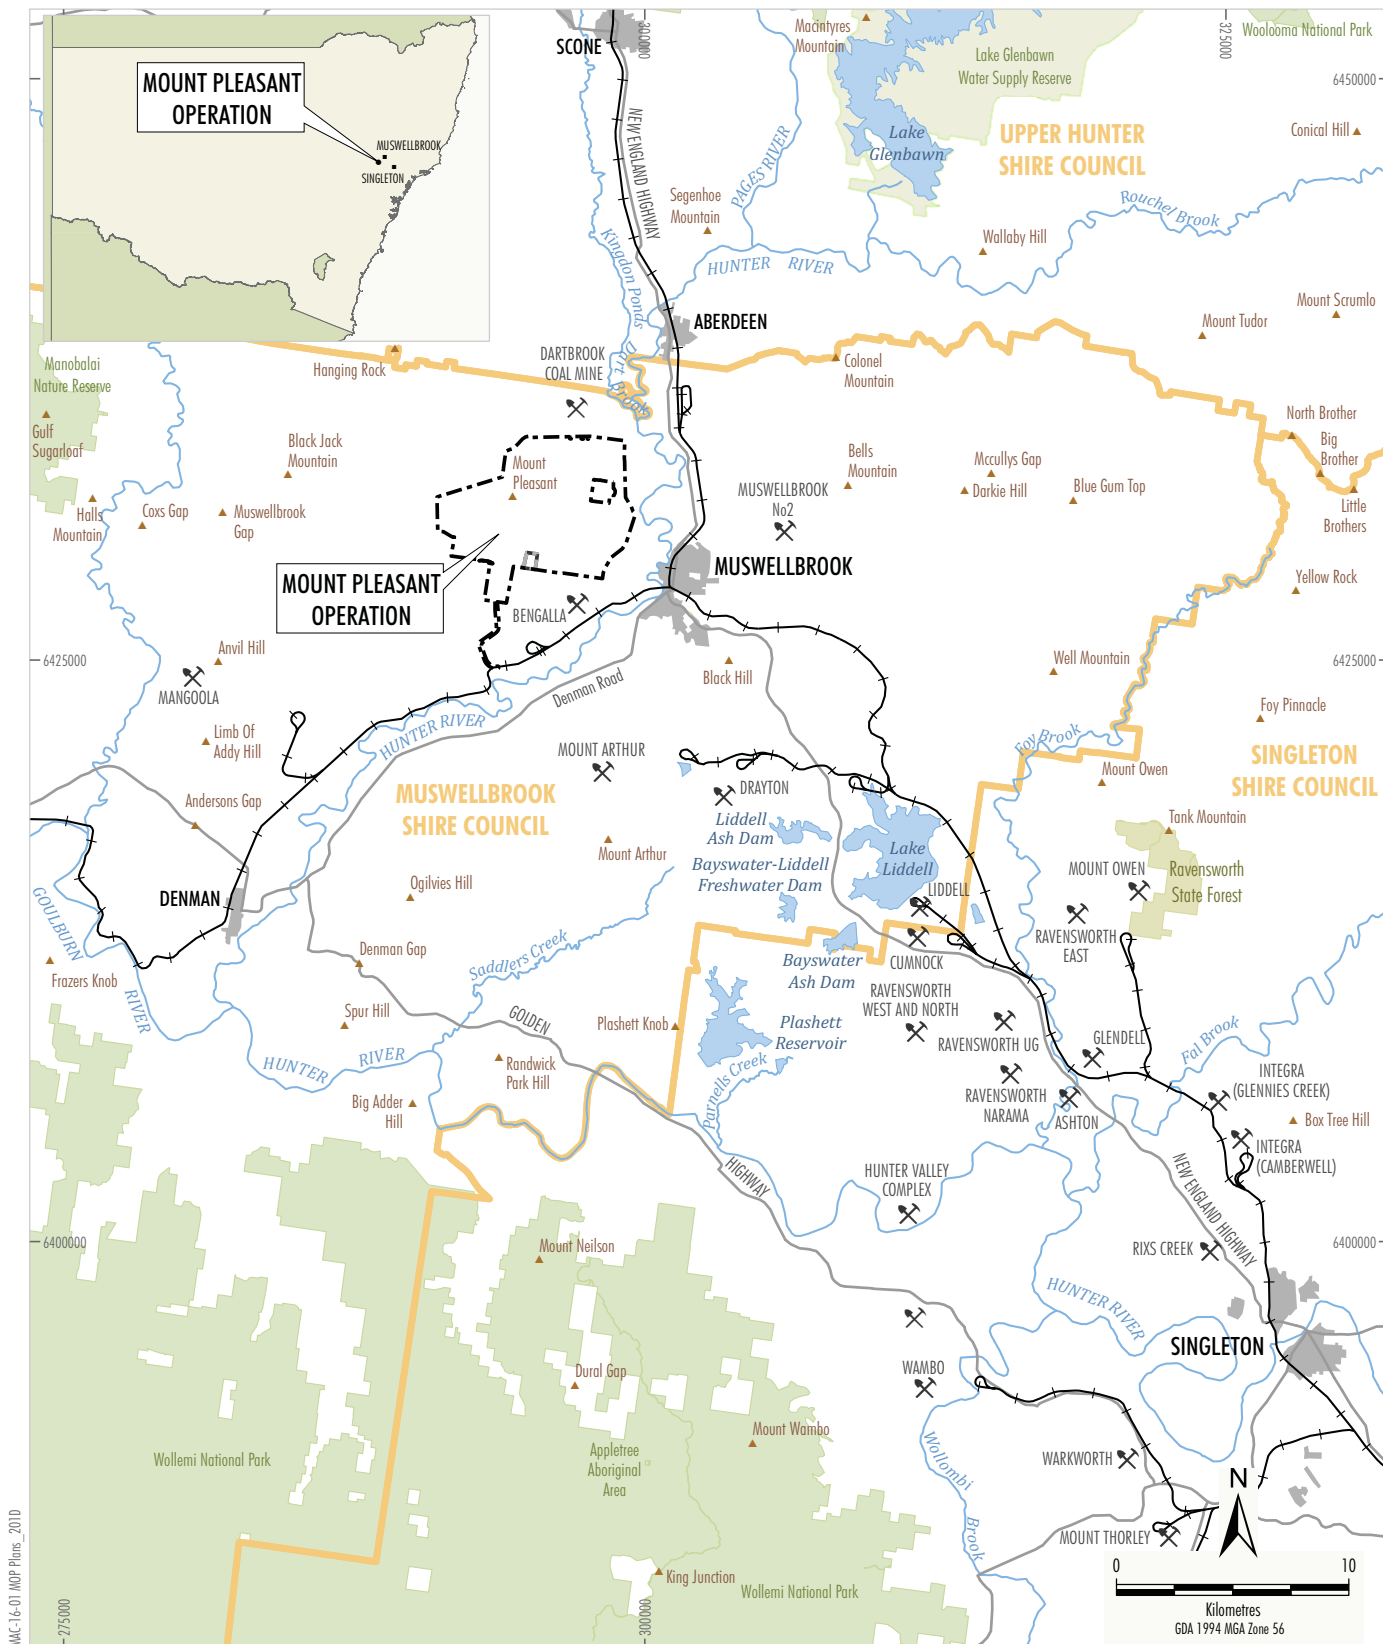 SCONE
300000
325000
Macintyres
Mountain
Woolooma National Park
Lake Glenbawn
Water Supply Reserve
6450000
MOUNT PLEASANT
OPERATION
MUSWELLBROOK
SINGLETON
NEW ENGLAND HIGHWAY
PAGES RIVER
Lake
Glenbawn
UPPER HUNTER
SHIRE COUNCIL
Conical Hill
Segenhoe
Mountain
Rouchel Brook
Wallaby Hill
Kingdon Ponds
HUNTER RIVER
Mount Scrumlo
Mount Tudor
ABERDEEN
Manobalai
Nature Reserve
Hanging Rock
DARTBROOK
COAL MINE
Dart Brook
Colonel
Mountain
Gulf
Sugarloaf
Black Jack
Mountain
Mount
Pleasant
Bells
Mountain
Mccullys Gap
Darkie Hill
Blue Gum Top
North Brother
Big
Brother
Little
Brothers
Halls
Mountain
Coxs Gap
Muswellbrook
Gap
MUSWELLBROOK
No2
MUSWELLBROOK
MOUNT PLEASANT
OPERATION
BENGALLA
Yellow Rock
6425000
Anvil Hill
MANGOOLA
Denman Road
Black Hill
Well Mountain
6425000
Limb Of
Addy Hill
HUNTER RIVER
MOUNT ARTHUR
Foy Brook
Foy Pinnacle
SINGLETON
SHIRE COUNCIL
Mount Owen
MUSWELLBROOK
SHIRE COUNCIL
DRAYTON
Andersons Gap
Liddell
Ash Dam
Tank Mountain
Mount Arthur
Bayswater-Liddell
Freshwater Dam
Lake
Liddell
MOUNT OWEN
Ravensworth
State Forest
Ogilvies Hill
LIDDELL
DENMAN
GOULBURN
RIVER
RAVENSWORTH
EAST
Denman Gap
Saddlers Creek
Bayswater
Ash Dam
CUMNOCK
Frazers Knob
RAVENSWORTH
WEST AND NORTH
Spur Hill
GOLDEN
Plashett Knob
Plashett
Reservoir
RAVENSWORTH UG
GLENDELL
Fal Brook
HUNTER RIVER
Randwick
Park Hill
Parnells Creek
INTEGRA
(GLENNIES CREEK)
Big Adder
Hill
RAVENSWORTH
NARAMA
ASHTON
Box Tree Hill
HIGHWAY
HUNTER VALLEY
COMPLEX
NEW ENGLAND HIGHWAY
INTEGRA
(CAMBERWELL)
6400000
Mount Neilson
RIXS CREEK
6400000
HUNTER RIVER
SINGLETON
Dural Gap
WAMBO
Mount Wambo
Wollemi National Park
Appletree
Aboriginal
Area
Wollombi
Brook
WARKWORTH
N
MOUNT THORLEY
King Junction
Wollemi National Park
0 10
Kilometres
GDA 1994 MGA Zone 56
275000
300000
MAC-16-01 MOP Plans_201D